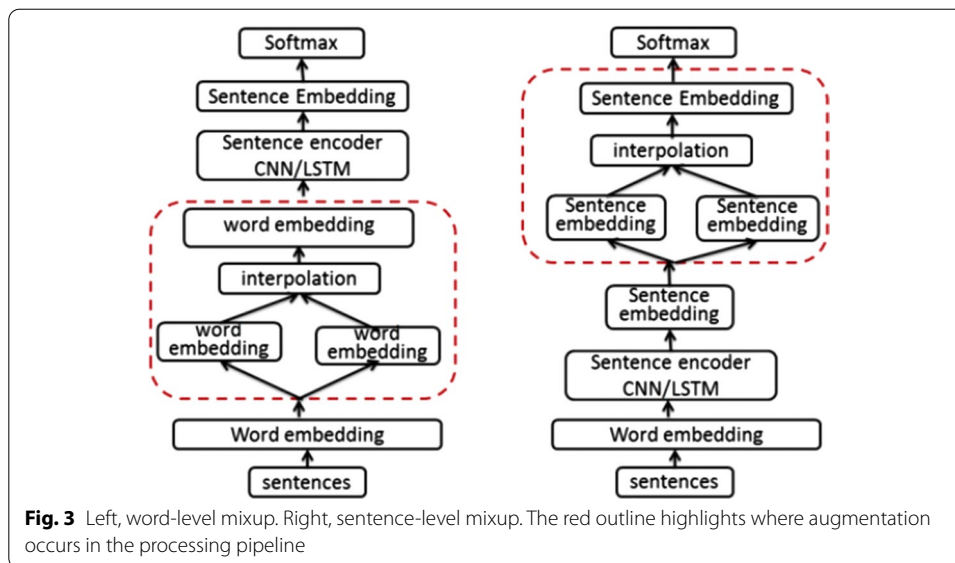 Softmax
Sentence Embedding
Sentence encoder
CNN/LSTM
word embedding
interpolation
word
embedding
word
embedding
Word embedding
sentences
Softmax
Sentence Embedding
interpolation
Sentence
embedding
Sentence
embedding
Sentence
embedding
Sentence encoder
CNN/LSTM
Word embedding
sentences
Fig. 3 Left, word-level mixup. Right, sentence-level mixup. The red outline highlights where augmentation
occurs in the processing pipeline